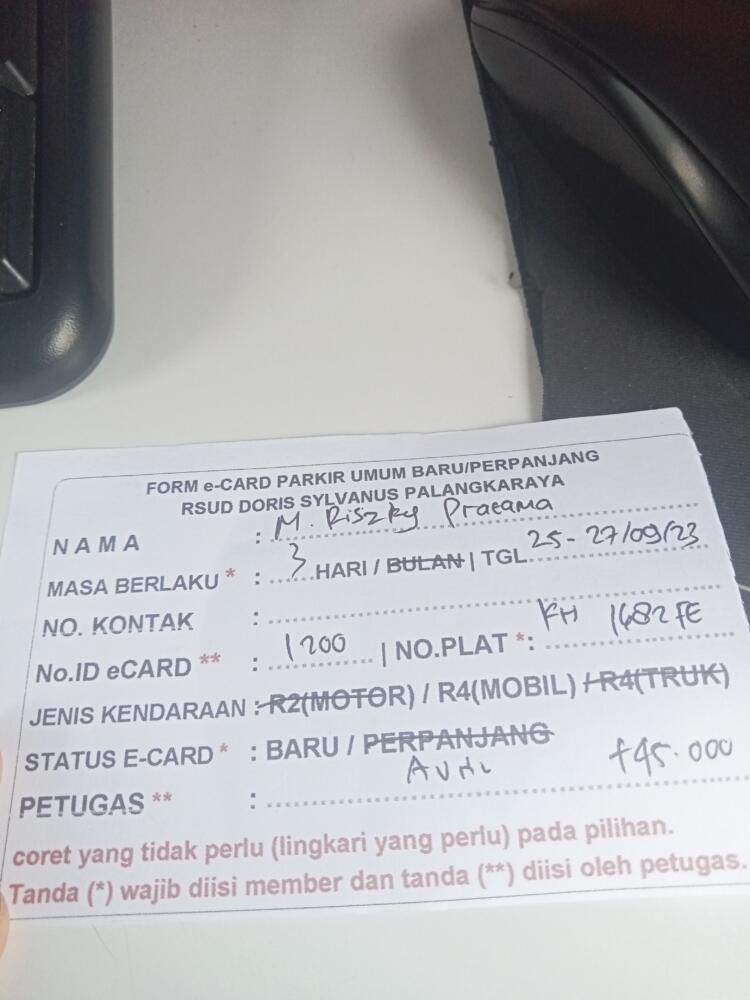 FORM e-CARD PARKIR UMUM BARU/PERPANJANG
RSUD DORIS SYLVANUS PALANGKARAYA
NAMA : M. Riszky Pratama
MASA BERLAKU * : 3 HARI / BULAN | TGL 25 - 27/09/23
NO. KONTAK :
No.ID eCARD ** : 1200 | NO.PLAT *: KH 1682 FE
JENIS KENDARAAN : R2(MOTOR) / R4(MOBIL) / R4(TRUK)
STATUS E-CARD * : BARU / PERPANJANG
PETUGAS ** : 45.000
coret yang tidak perlu (lingkari yang perlu) pada pilihan.
Tanda (*) wajib diisi member dan tanda (**) diisi oleh petugas.